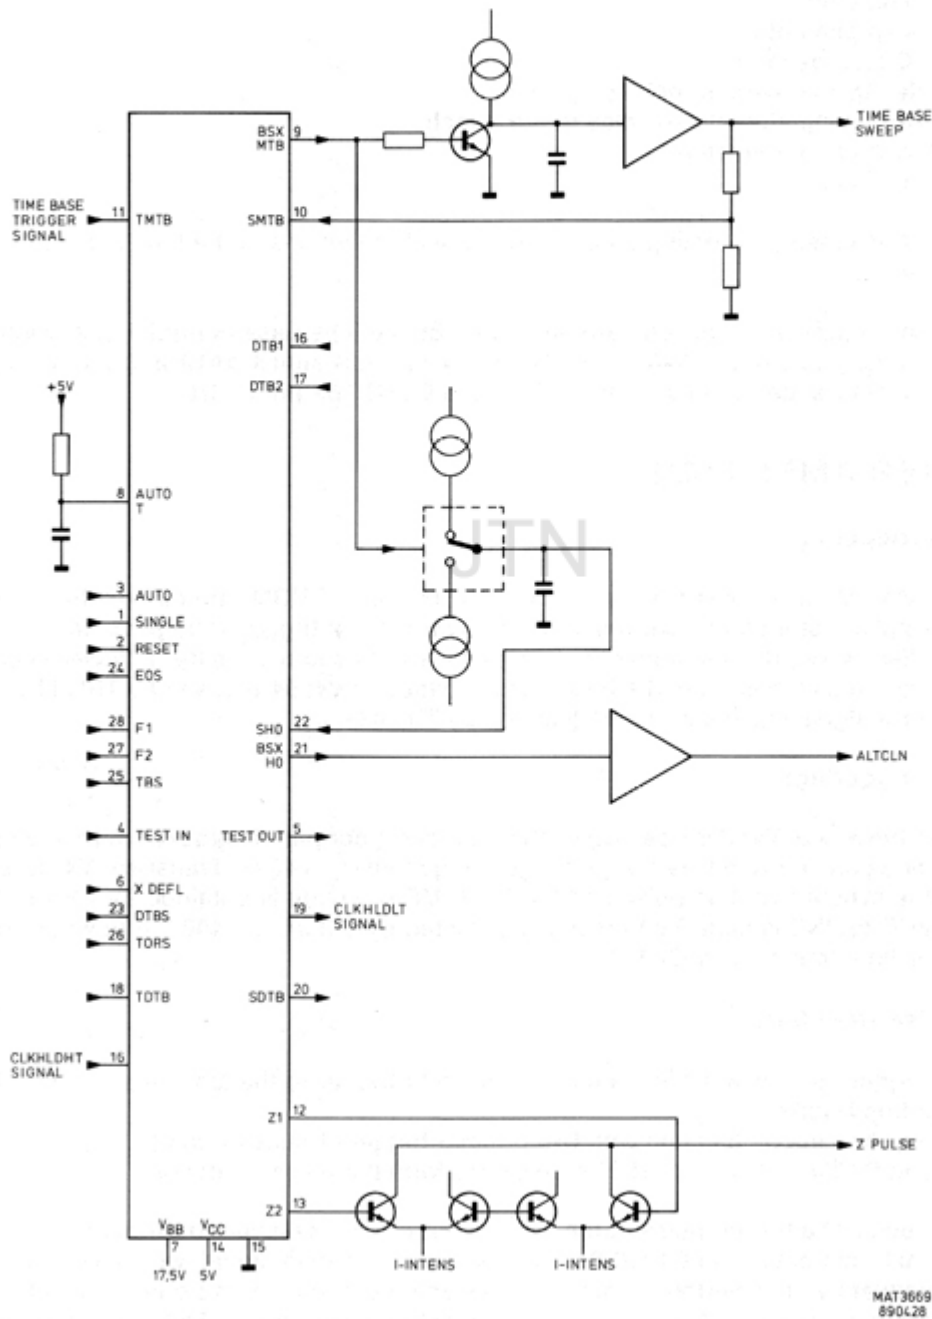 BSX 9
MTB
TIME BASE
SWEEP
TIME BASE
TRIGGER
SIGNAL
11 TMTB
SMTB 10
DTB1 16
DTB2 17
+5V
8 AUTO
T
JTN
3 AUTO
1 SINGLE
2 RESET
24 EOS
28 F1
SHO 22
27 F2
BSX 21
HO
ALTCLN
25 TBS
4 TEST IN
TEST OUT 5
6 X DEFL
23 DTBS
19 CLKHLDLT
SIGNAL
26 TORS
18 TDTB
SDTB 20
CLKHLDHT
SIGNAL
16
Z1 12
Z PULSE
Z2 13
I-INTENS
I-INTENS
VBB
7
17,5V
VCC
14
5V
15
MAT3669
890428